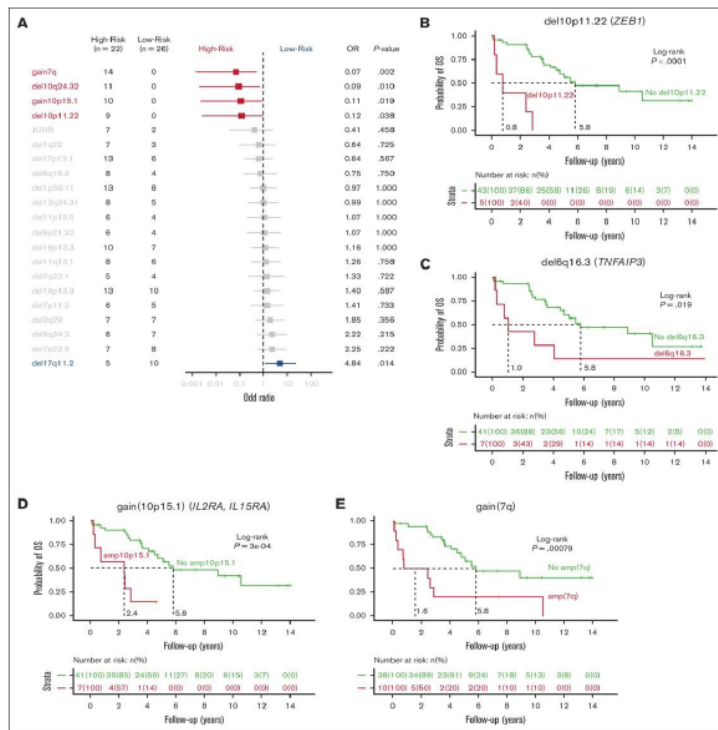 A
High-Risk (n = 22)
Low-Risk (n = 26)
High-Risk
Low-Risk
OR
P-value
gain7q 14 0 0.07 .002
del10q24.32 11 0 0.09 .010
gain10p15.1 10 0 0.11 .019
del10p11.22 9 0 0.12 .038
JUNB 7 2 0.41 .458
del1q23 7 3 0.64 .725
del17p13.1 13 6 0.64 .567
del6q16.3 8 4 0.75 .750
del1p36.11 13 8 0.97 1.000
del13q24.31 8 5 0.99 1.000
del11p15.5 6 4 1.07 1.000
del6p21.32 6 4 1.07 1.000
del16p13.3 10 7 1.16 1.000
del11q13.1 8 6 1.26 .758
del7q22.1 5 4 1.33 .722
del19p13.3 13 10 1.40 .587
del7p11.2 6 5 1.41 .733
del3q29 7 7 1.85 .356
del9q34.3 6 7 2.22 .215
del7p22.3 7 8 2.25 .222
del17q11.2 5 10 4.84 .014
0.001 0.01 0.1 1 10 100
Odd ratio
B
del10p11.22 (ZEB1)
Probability of OS
1.00
0.75
0.50
0.25
0.00
Log-rank
P < .0001
No del10p11.22
del10p11.22
0.8
5.8
0 2 4 6 8 10 12 14
Follow-up (years)
Number at risk: n(%)
Strata
43(100) 37(86) 25(58) 11(26) 8(19) 6(14) 3(7) 0(0)
5(100) 2(40) 0(0) 0(0) 0(0) 0(0) 0(0) 0(0)
0 2 4 6 8 10 12 14
Follow-up (years)
C
del6q16.3 (TNFAIP3)
Probability of OS
1.00
0.75
0.50
0.25
0.00
Log-rank
P = .019
No del6q16.3
del6q16.3
1.0
5.8
0 2 4 6 8 10 12 14
Follow-up (years)
Number at risk: n(%)
Strata
41(100) 36(88) 23(56) 10(24) 7(17) 5(12) 2(5) 0(0)
7(100) 3(43) 2(29) 1(14) 1(14) 1(14) 1(14) 0(0)
0 2 4 6 8 10 12 14
Follow-up (years)
D
gain(10p15.1) (IL2RA, IL15RA)
Probability of OS
1.00
0.75
0.50
0.25
0.00
Log-rank
P = 3e-04
amp10p15.1
No amp10p15.1
2.4
5.8
0 2 4 6 8 10 12 14
Follow-up (years)
Number at risk: n(%)
Strata
41(100) 35(85) 24(59) 11(27) 8(20) 6(15) 3(7) 0(0)
7(100) 4(57) 1(14) 0(0) 0(0) 0(0) 0(0) 0(0)
0 2 4 6 8 10 12 14
Follow-up (years)
E
gain(7q)
Probability of OS
1.00
0.75
0.50
0.25
0.00
Log-rank
P = .00079
No amp(7q)
amp(7q)
1.6
5.8
0 2 4 6 8 10 12 14
Follow-up (years)
Number at risk: n(%)
Strata
38(100) 34(89) 23(61) 9(24) 7(18) 5(13) 3(8) 0(0)
10(100) 5(50) 2(20) 2(20) 1(10) 1(10) 0(0) 0(0)
0 2 4 6 8 10 12 14
Follow-up (years)